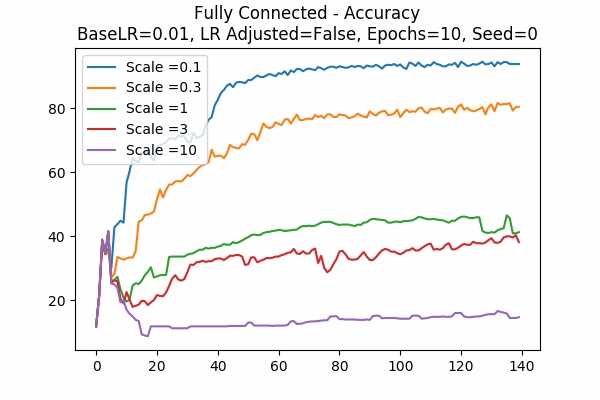 Fully Connected - Accuracy
BaseLR=0.01, LR Adjusted=False, Epochs=10, Seed=0
Scale =0.1
Scale =0.3
Scale =1
Scale =3
Scale =10
80
60
40
20
0 20 40 60 80 100 120 140